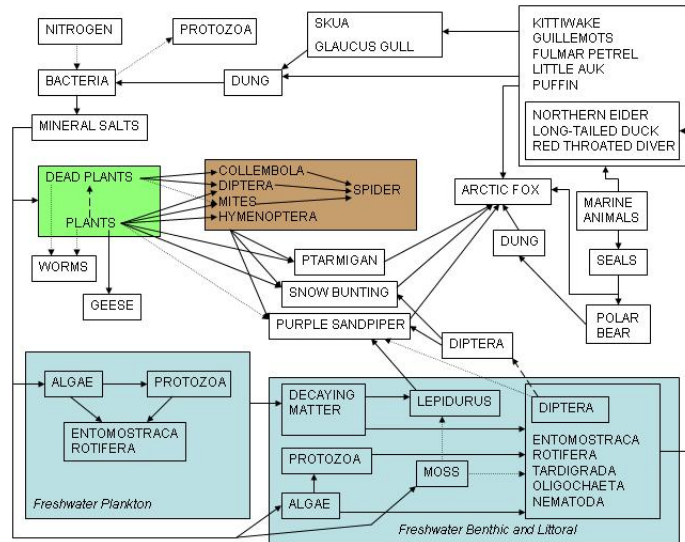 NITROGEN
PROTOZOA
SKUA
GLAUCUS GULL
KITTIWAKE
GUILLEMOTS
FULMAR PETREL
LITTLE AUK
PUFFIN
BACTERIA
DUNG
MINERAL SALTS
NORTHERN EIDER
LONG-TAILED DUCK
RED THROATED DIVER
DEAD PLANTS
PLANTS
COLLEMBOLA
DIPTERA
MITES
HYMENOPTERA
SPIDER
ARCTIC FOX
MARINE
ANIMALS
DUNG
SEALS
WORMS
GEESE
PTARMIGAN
SNOW BUNTING
PURPLE SANDPIPER
POLAR
BEAR
DIPTERA
ALGAE
PROTOZOA
ENTOMOSTRACA
ROTIFERA
Freshwater Plankton
DECAYING
MATTER
LEPIDURUS
DIPTERA
PROTOZOA
MOSS
ALGAE
ENTOMOSTRACA
ROTIFERA
TARDIGRADA
OLIGOCHAETA
NEMATODA
Freshwater Benthic and Littoral